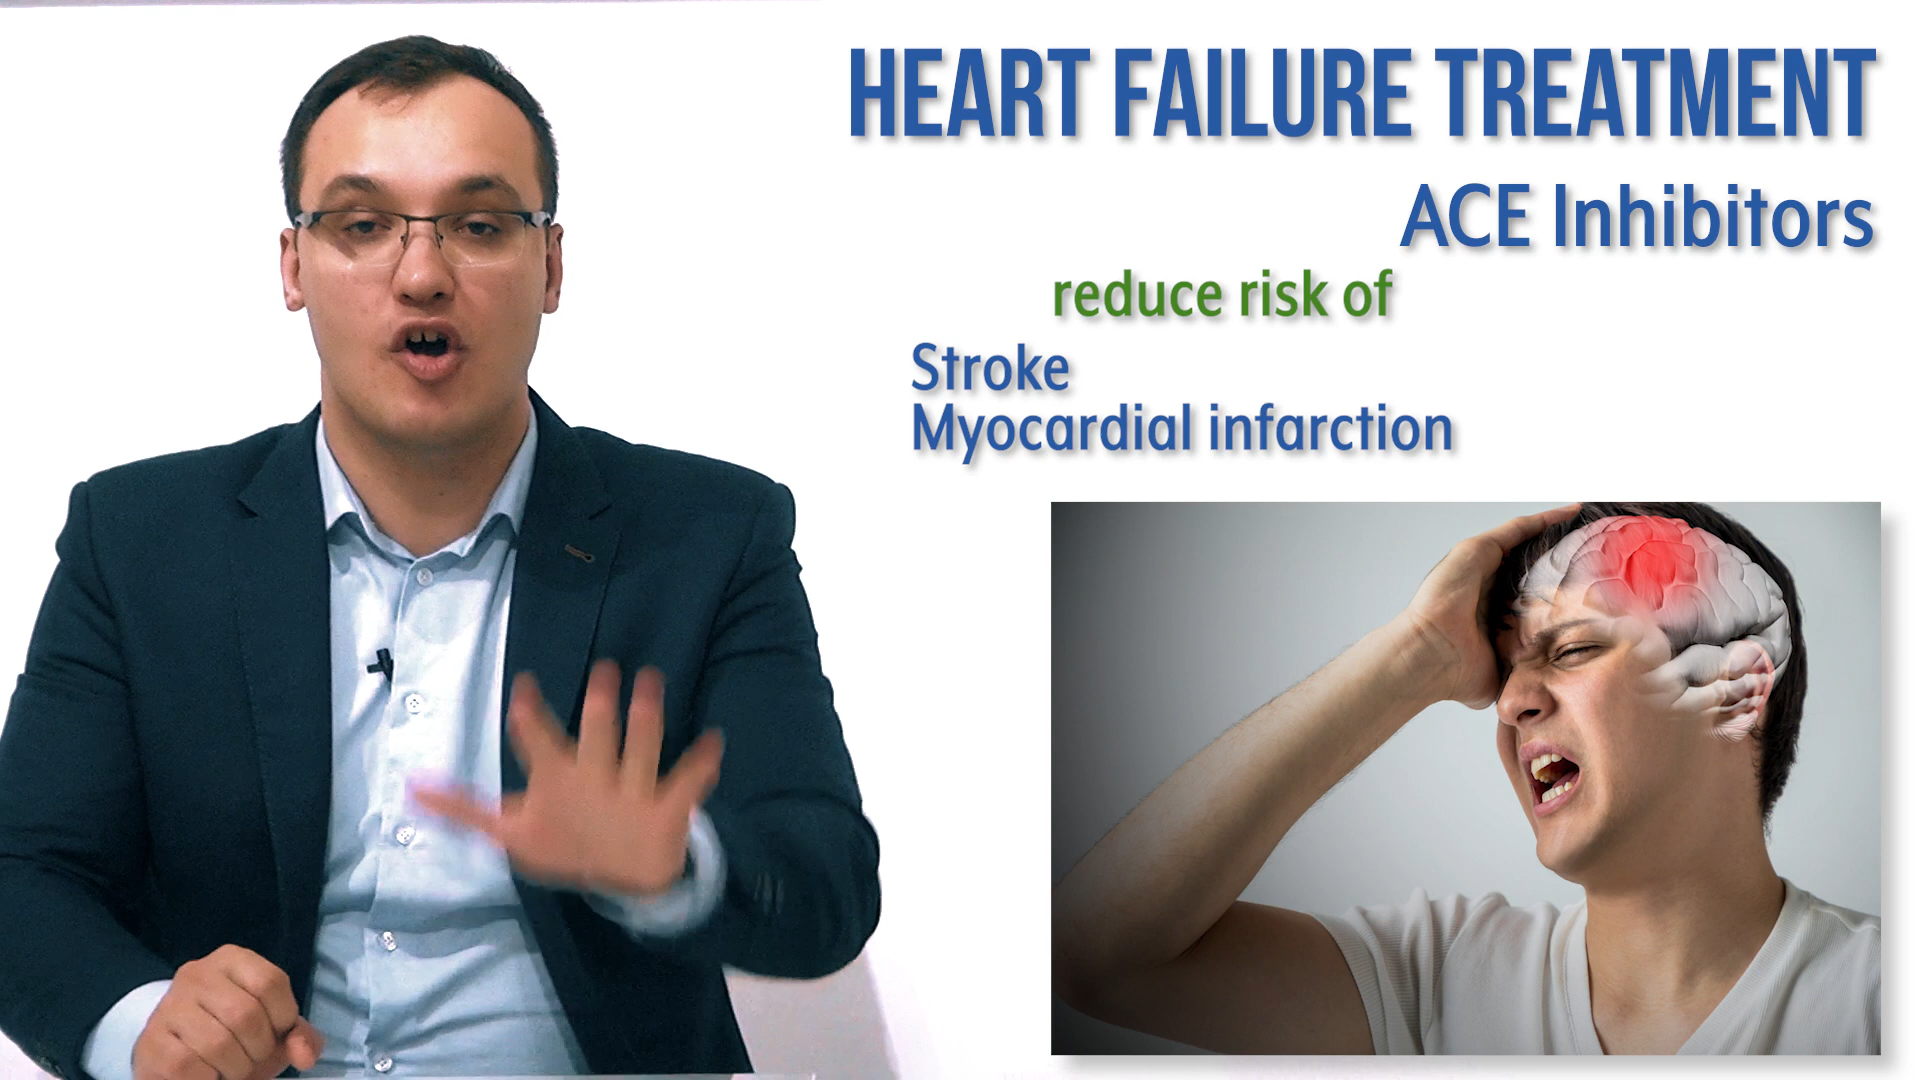 HEART FAILURE TREATMENT
ACE Inhibitors
reduce risk of
Stroke
Myocardial infarction